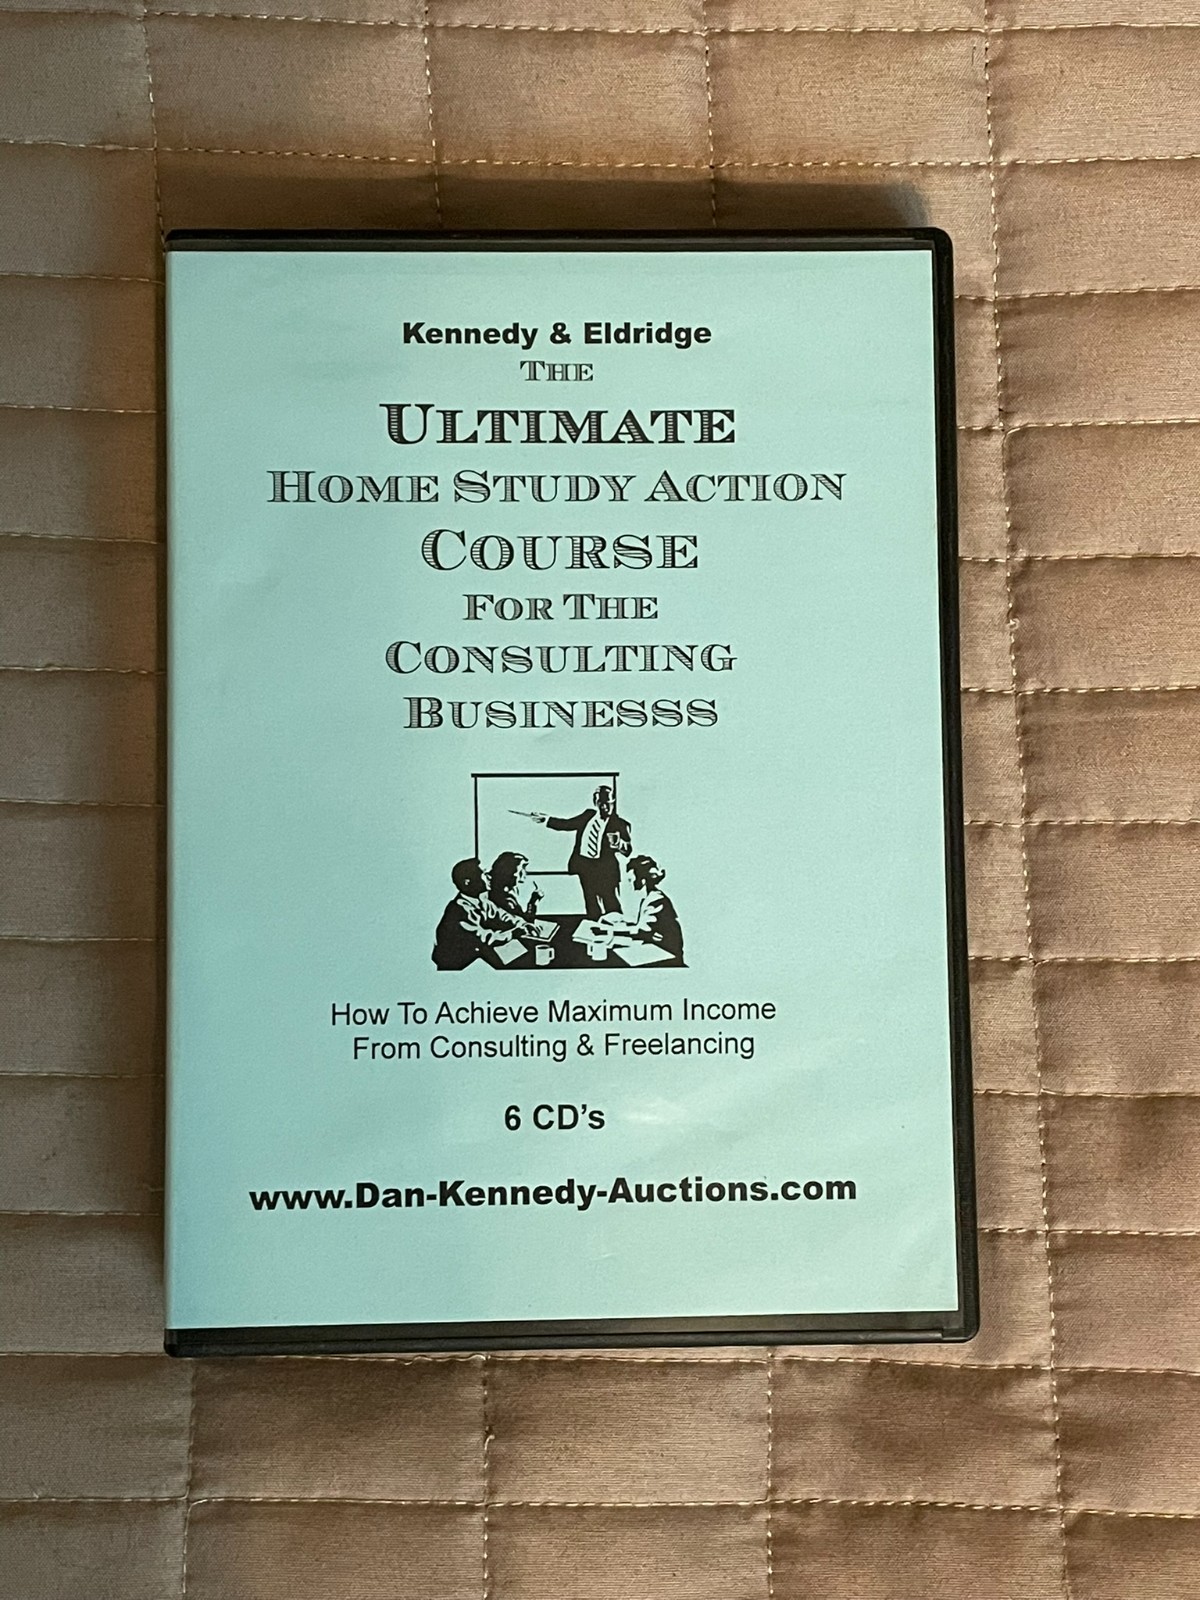 Kennedy & Eldridge
THE
ULTIMATE
HOME STUDY ACTION
COURSE
FOR THE
CONSULTING
BUSINESSS
How To Achieve Maximum Income
From Consulting & Freelancing
6 CD's
www.Dan-Kennedy-Auctions.com